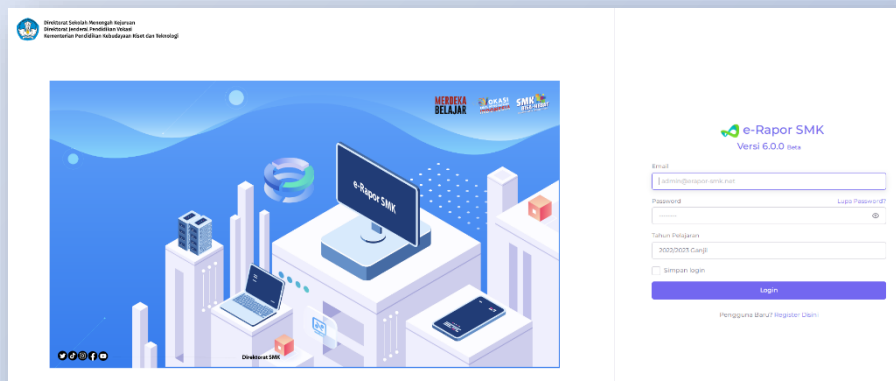 Direktorat Sekolah Menengah Kejuruan
Direktorat Jenderal Pendidikan Vokasi
Kementerian Pendidikan Kebudayaan Riset dan Teknologi
MERDEKA
BELAJAR
VOKASI
SMK
e-Rapor SMK
Direktorat SMK
e-Rapor SMK
Versi 6.0.0 Beta
Email
admin@erapor-smk.net
Password
Lupa Password?
Tahun Pelajaran
2022/2023 Ganjil
Simpan login
Login
Pengguna Baru? Register Disini